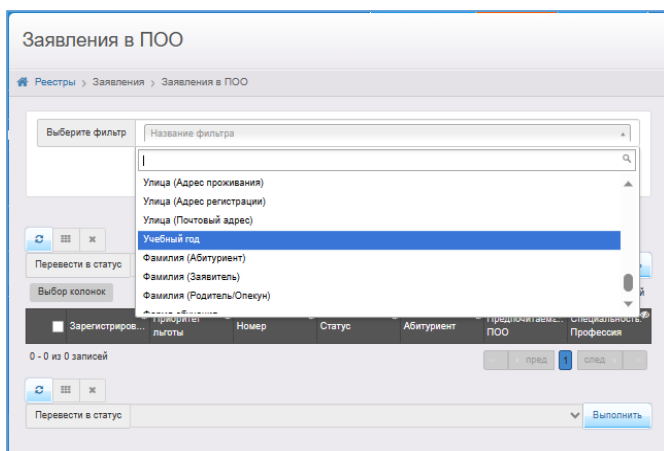 Заявления в ПОО
Реестры > Заявления > Заявления в ПОО
Выберите фильтр Название фильтра
Улица (Адрес проживания)
Улица (Адрес регистрации)
Улица (Почтовый адрес)
Учебный год
Фамилия (Абитуриент)
Перевести в статус
Фамилия (Заявитель)
Выбор колонок
Фамилия (Родитель/Опекун)
Зарегистриров... Приоритет льготы Номер Статус Абитуриент ПОО Специальность. Профессия
0 - 0 из 0 записей
пред 1 след
Перевести в статус Выполнить